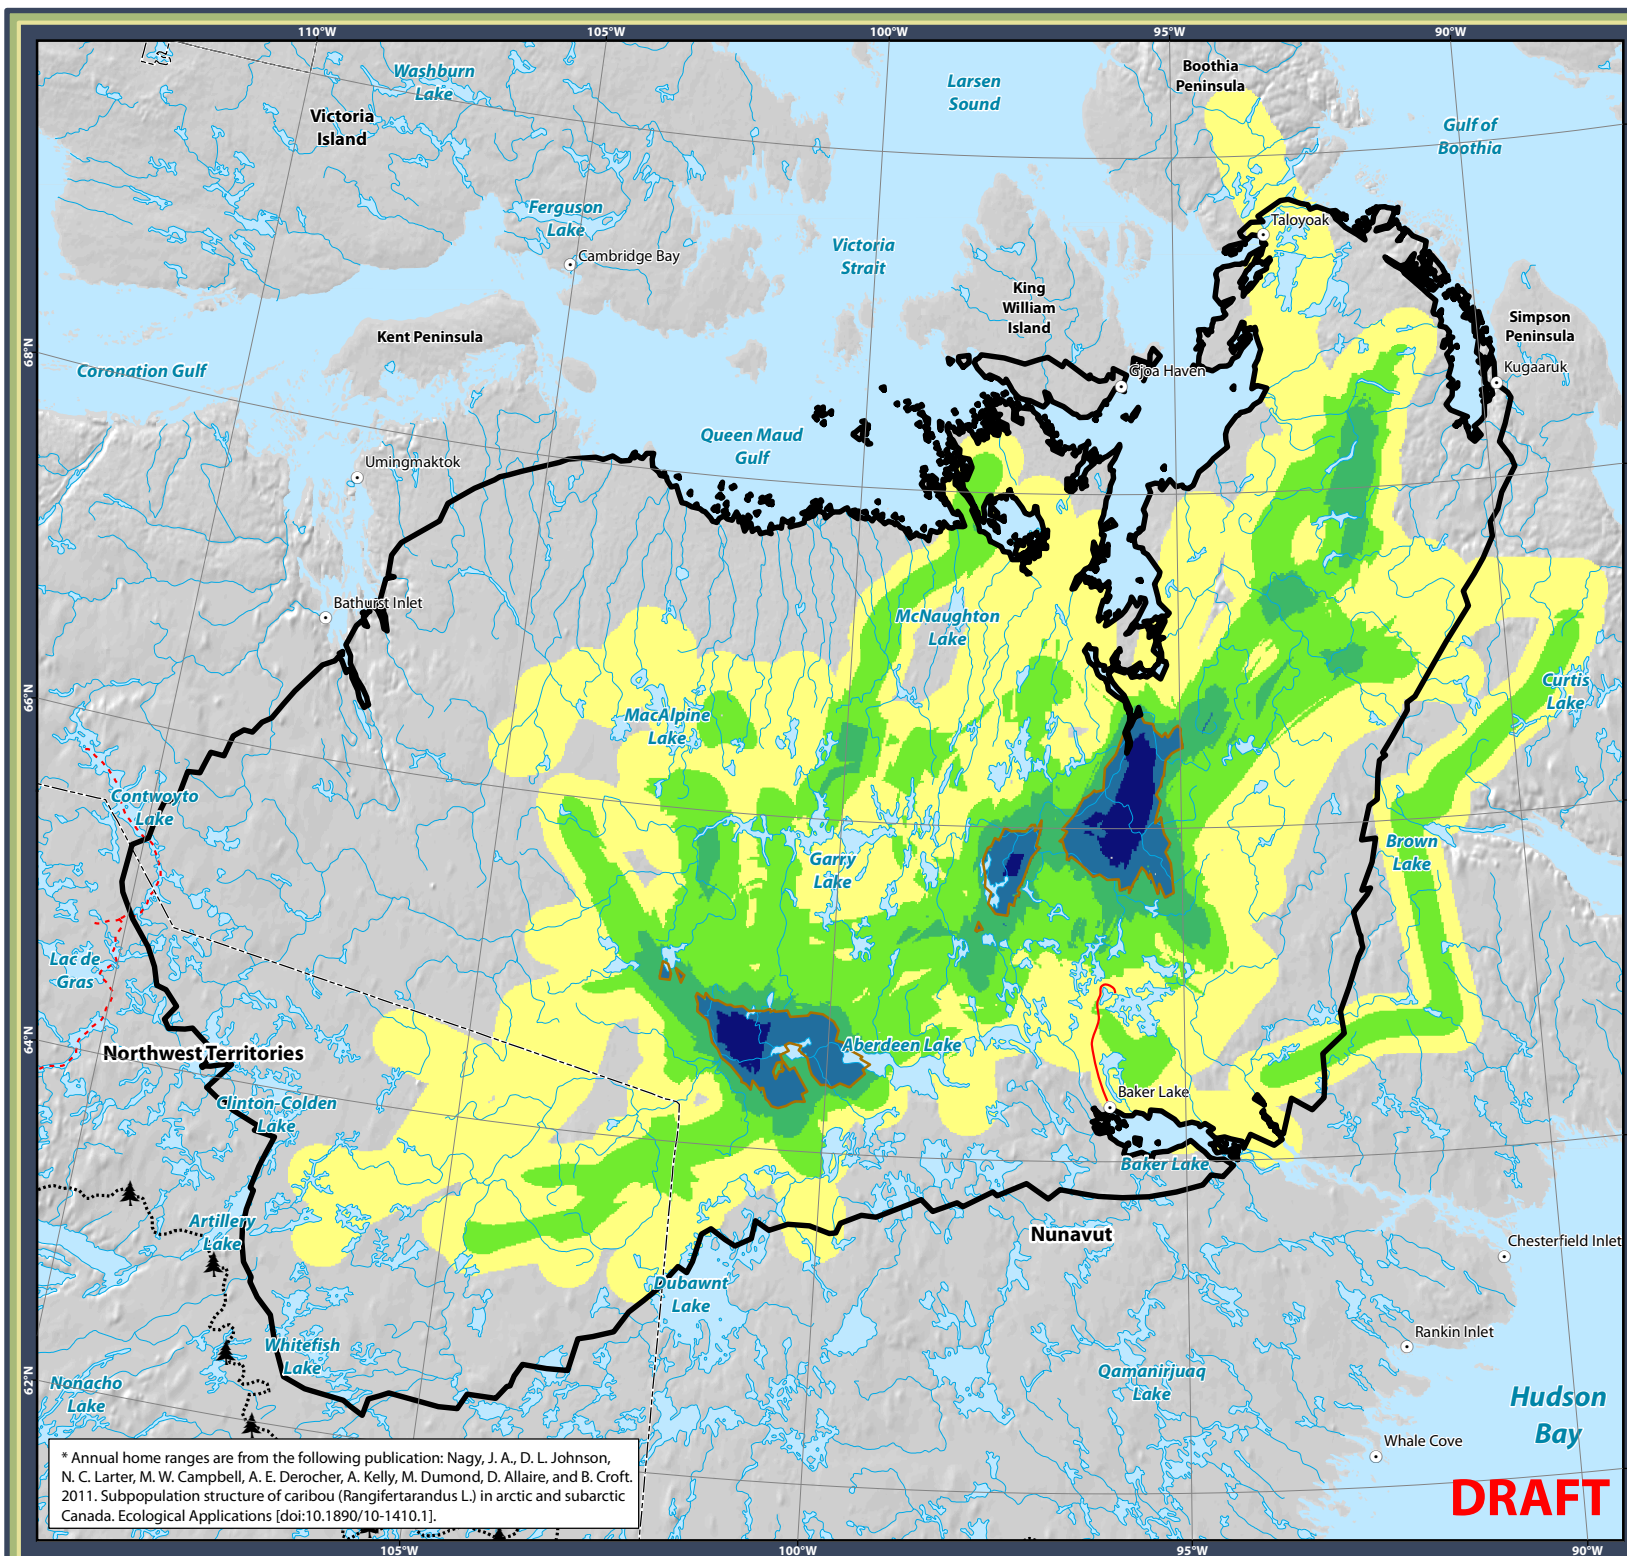 110°W
105°W
100°W
95°W
90°W
Boothia
Peninsula
Washburn
Lake
Larsen
Sound
Victoria
Island
Gulf of
Boothia
Ferguson
Lake
Taloyoak
Cambridge Bay
Victoria
Strait
King
William
Island
Simpson
Peninsula
Kent Peninsula
68°N
Coronation Gulf
Gjoa Haven
Kugaaruk
Queen Maud
Gulf
Umingmaktok
Bathurst Inlet
McNaughton
Lake
66°N
MacAlpine
Lake
Curtis
Lake
Contwoyto
Lake
Garry
Lake
Brown
Lake
Lac de
Gras
64°N
Northwest Territories
Aberdeen Lake
Clinton-Colden
Lake
Baker Lake
Baker Lake
Artillery
Lake
Nunavut
Chesterfield Inlet
Dubawnt
Lake
Rankin Inlet
Whitefish
Lake
62°N
Nonacho
Lake
Qamanirjuaq
Lake
Hudson
Bay
Whale Cove
* Annual home ranges are from the following publication: Nagy, J. A., D. L. Johnson,
N. C. Larter, M. W. Campbell, A. E. Derocher, A. Kelly, M. Dumond, D. Allaire, and B. Croft.
2011. Subpopulation structure of caribou (Rangifertarandus L.) in arctic and subarctic
Canada. Ecological Applications [doi:10.1890/10-1410.1].
DRAFT
105°W
100°W
95°W
90°W